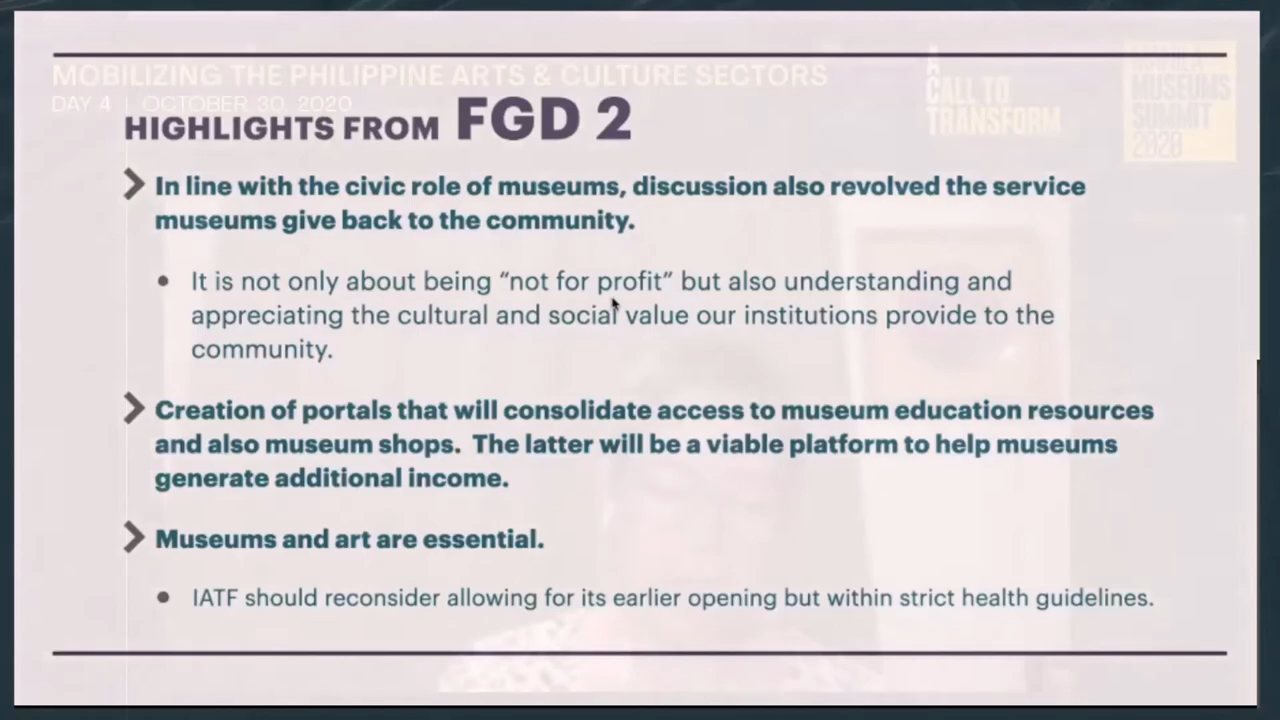 MOBILIZING THE PHILIPPINE ARTS & CULTURE SECTORS
DAY 4 | OCTOBER 30, 2020
A
CALL TO
TRANSFORM
MUSEUMS
SUMMIT
2020
HIGHLIGHTS FROM FGD 2
In line with the civic role of museums, discussion also revolved the service
museums give back to the community.
It is not only about being “not for profit” but also understanding and
appreciating the cultural and social value our institutions provide to the
community.
Creation of portals that will consolidate access to museum education resources
and also museum shops. The latter will be a viable platform to help museums
generate additional income.
Museums and art are essential.
IATF should reconsider allowing for its earlier opening but within strict health guidelines.